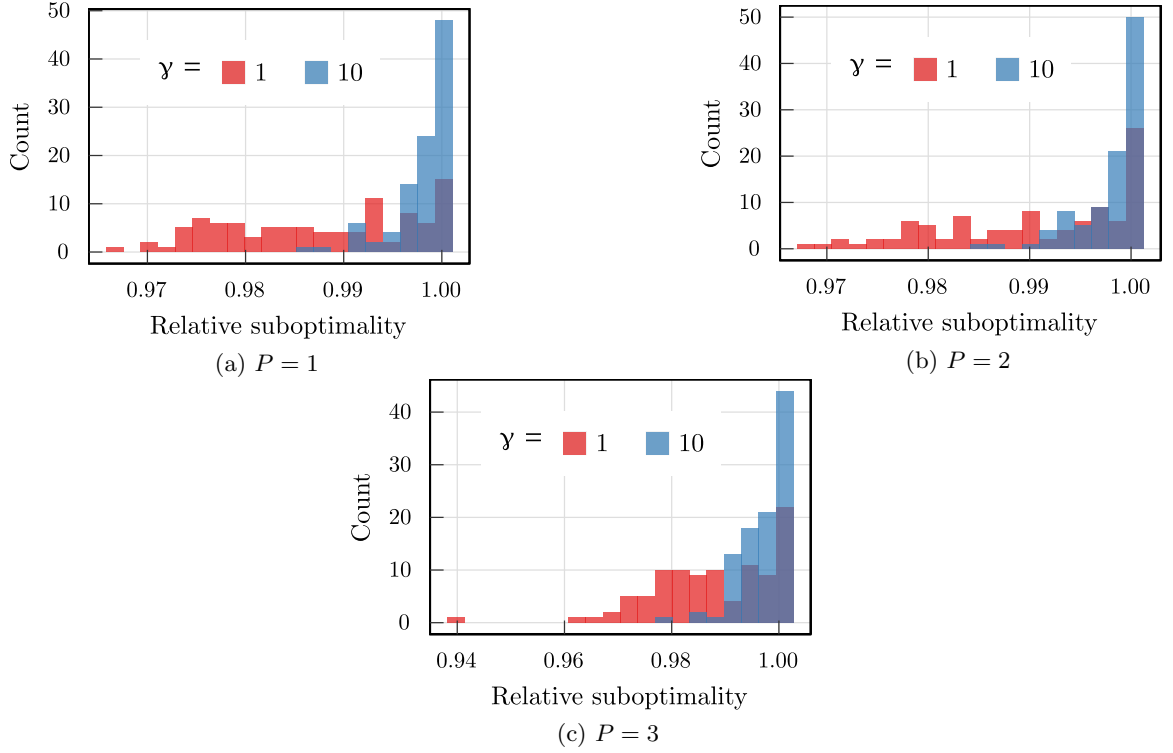 50
40
30
20
10
0
Count
γ = 1 10
0.97 0.98 0.99 1.00
Relative suboptimality
(a) P = 1
50
40
30
20
10
0
Count
γ = 1 10
0.97 0.98 0.99 1.00
Relative suboptimality
(b) P = 2
40
30
20
10
0
Count
γ = 1 10
0.94 0.96 0.98 1.00
Relative suboptimality
(c) P = 3